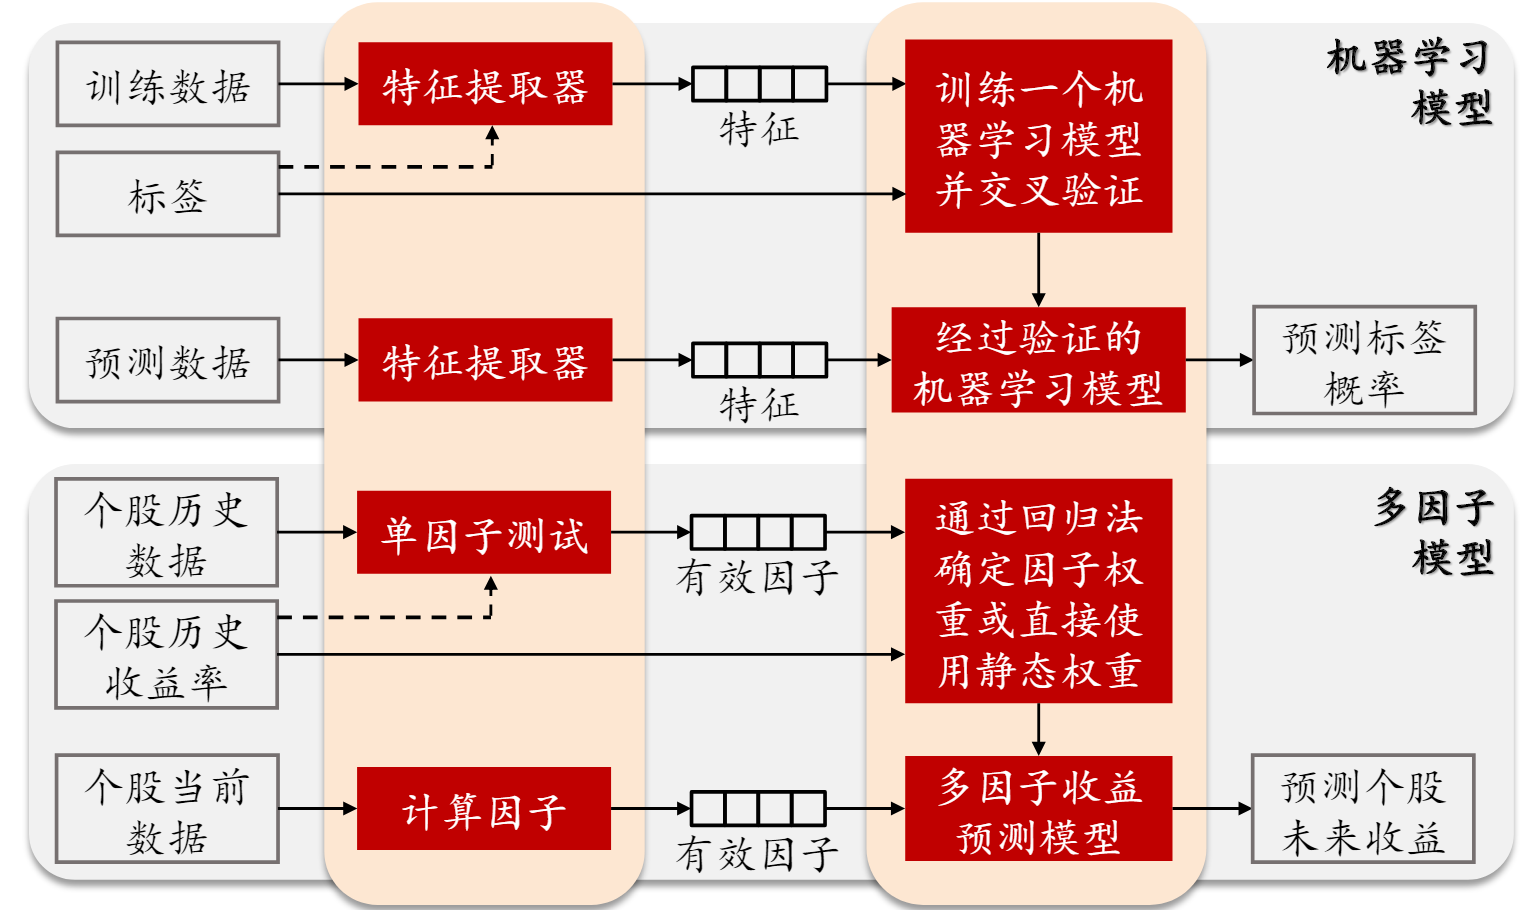 机器学习
模型
训练数据
特征提取器
特征
训练一个机
器学习模型
并交叉验证
标签
预测数据
特征提取器
特征
经过验证的
机器学习模型
预测标签
概率
多因子
模型
个股历史
数据
单因子测试
有效因子
通过回归法
确定因子权
重或直接使
用静态权重
个股历史
收益率
个股当前
数据
计算因子
有效因子
多因子收益
预测模型
预测个股
未来收益